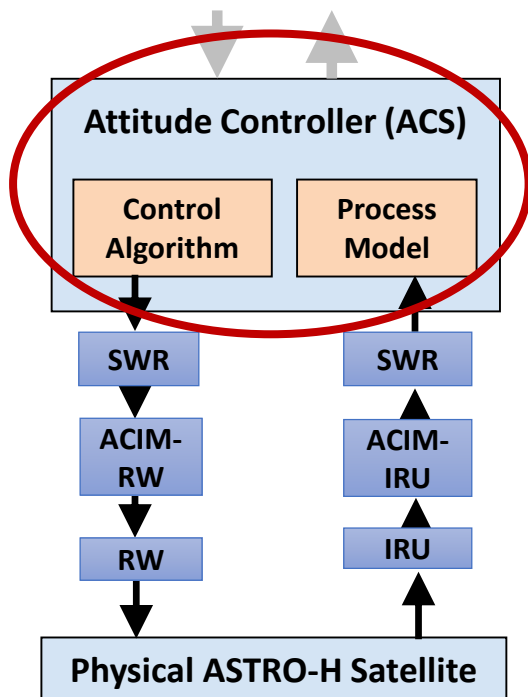 Attitude Controller (ACS)
Control
Algorithm
Process
Model
SWR
SWR
ACIM-
RW
ACIM-
IRU
RW
IRU
Physical ASTRO-H Satellite